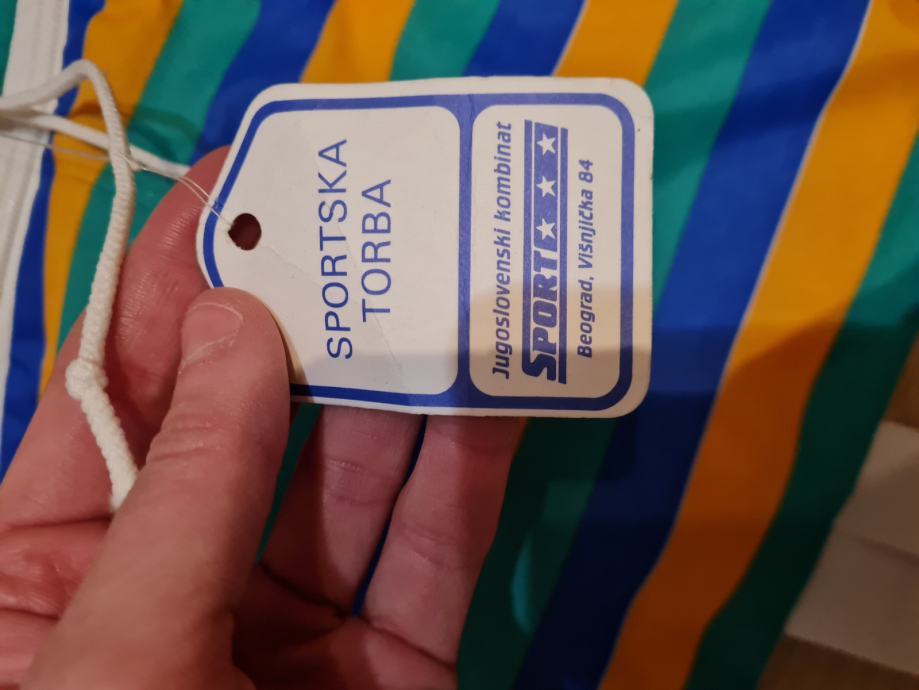 SPORTSKA
TORBA
Jugoslovenski kombinat
SPORT
Beograd, Višnjička 84